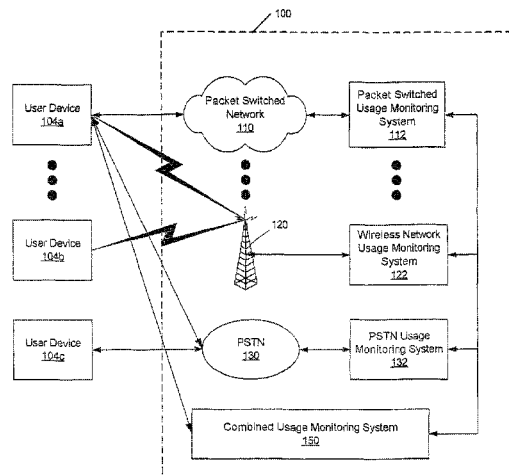 100
User Device
104a
Packet Switched
Network
110
Packet Switched
Usage Monitoring
System
112
User Device
104b
120
Wireless Network
Usage Monitoring
System
122
User Device
104c
PSTN
130
PSTN Usage
Monitoring System
132
Combined Usage Monitoring System
150